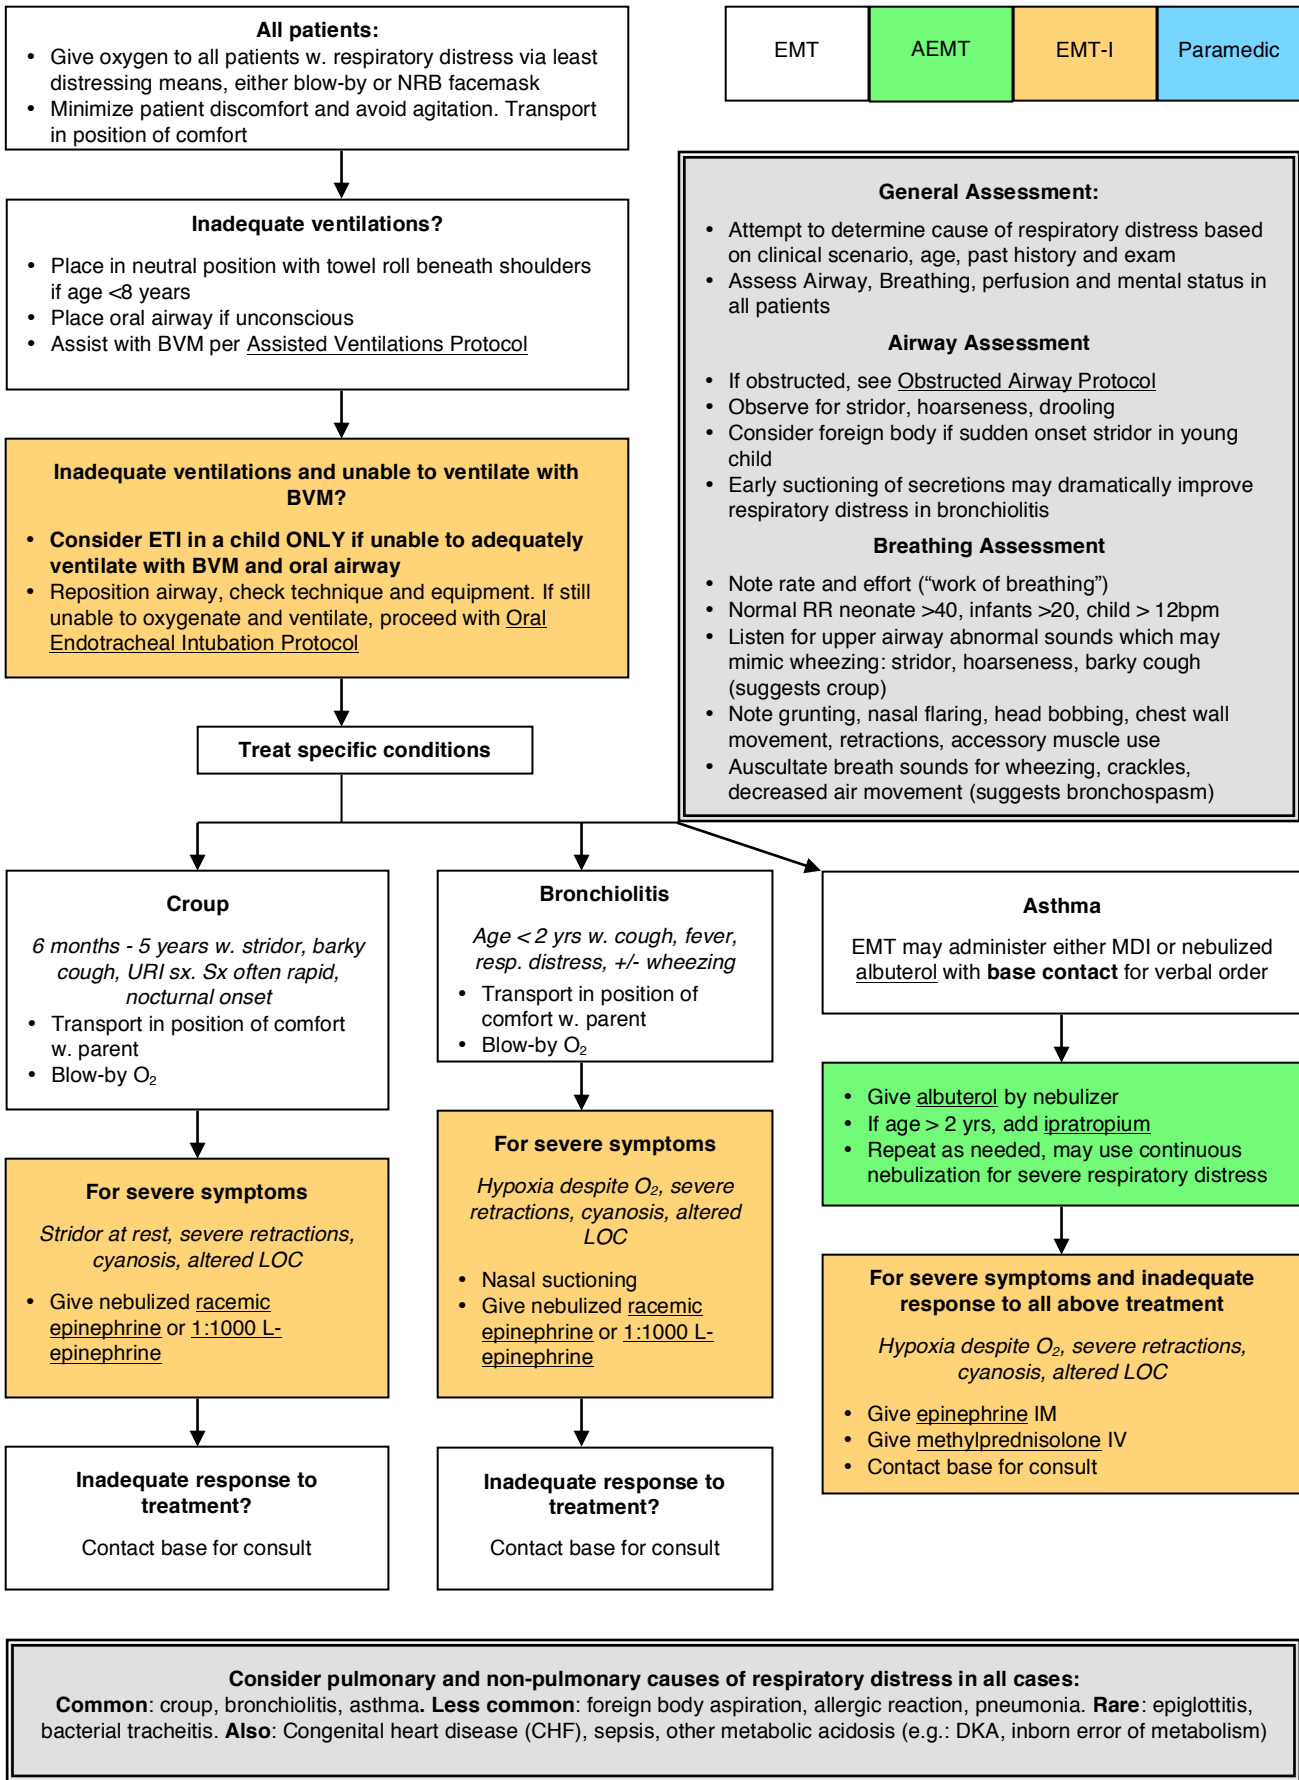 All patients:
• Give oxygen to all patients w. respiratory distress via least
distressing means, either blow-by or NRB facemask
• Minimize patient discomfort and avoid agitation. Transport
in position of comfort
EMT
AEMT
EMT-I
Paramedic
Inadequate ventilations?
• Place in neutral position with towel roll beneath shoulders
if age <8 years
• Place oral airway if unconscious
• Assist with BVM per Assisted Ventilations Protocol
Inadequate ventilations and unable to ventilate with
BVM?
• Consider ETI in a child ONLY if unable to adequately
ventilate with BVM and oral airway
• Reposition airway, check technique and equipment. If still
unable to oxygenate and ventilate, proceed with Oral
Endotracheal Intubation Protocol
General Assessment:
• Attempt to determine cause of respiratory distress based
on clinical scenario, age, past history and exam
• Assess Airway, Breathing, perfusion and mental status in
all patients
Airway Assessment
• If obstructed, see Obstructed Airway Protocol
• Observe for stridor, hoarseness, drooling
• Consider foreign body if sudden onset stridor in young
child
• Early suctioning of secretions may dramatically improve
respiratory distress in bronchiolitis
Breathing Assessment
• Note rate and effort (“work of breathing”)
• Normal RR neonate >40, infants >20, child > 12bpm
• Listen for upper airway abnormal sounds which may
mimic wheezing: stridor, hoarseness, barky cough
(suggests croup)
• Note grunting, nasal flaring, head bobbing, chest wall
movement, retractions, accessory muscle use
• Auscultate breath sounds for wheezing, crackles,
decreased air movement (suggests bronchospasm)
Treat specific conditions
Croup
6 months - 5 years w. stridor, barky
cough, URI sx. Sx often rapid,
nocturnal onset
• Transport in position of comfort
w. parent
• Blow-by O₂
For severe symptoms
Stridor at rest, severe retractions,
cyanosis, altered LOC
• Give nebulized racemic
epinephrine or 1:1000 L-
epinephrine
Inadequate response to
treatment?
Contact base for consult
Bronchiolitis
Age < 2 yrs w. cough, fever,
resp. distress, +/- wheezing
• Transport in position of
comfort w. parent
• Blow-by O₂
For severe symptoms
Hypoxia despite O₂, severe
retractions, cyanosis, altered
LOC
• Nasal suctioning
• Give nebulized racemic
epinephrine or 1:1000 L-
epinephrine
Inadequate response to
treatment?
Contact base for consult
Asthma
EMT may administer either MDI or nebulized
albuterol with base contact for verbal order
• Give albuterol by nebulizer
• If age > 2 yrs, add ipratropium
• Repeat as needed, may use continuous
nebulization for severe respiratory distress
For severe symptoms and inadequate
response to all above treatment
Hypoxia despite O₂, severe retractions,
cyanosis, altered LOC
• Give epinephrine IM
• Give methylprednisolone IV
• Contact base for consult
Consider pulmonary and non-pulmonary causes of respiratory distress in all cases:
Common: croup, bronchiolitis, asthma. Less common: foreign body aspiration, allergic reaction, pneumonia. Rare: epiglottitis,
bacterial tracheitis. Also: Congenital heart disease (CHF), sepsis, other metabolic acidosis (e.g.: DKA, inborn error of metabolism)